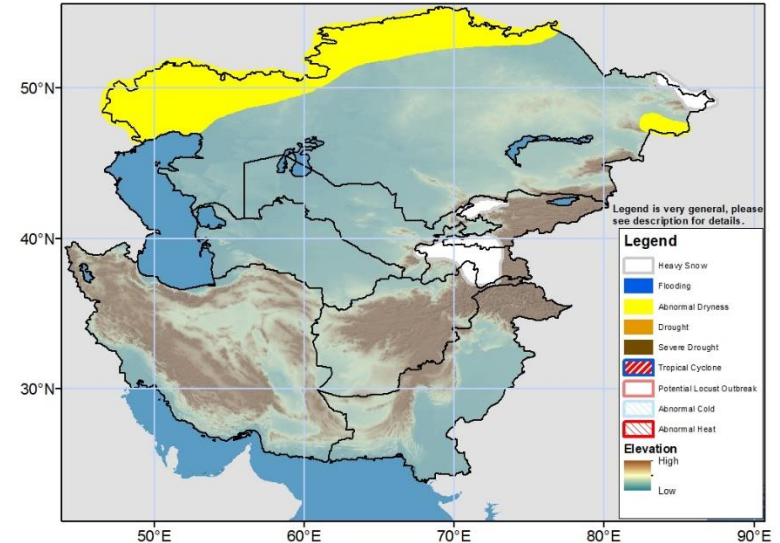 50°N
40°N
30°N
50°E
60°E
70°E
80°E
90°E
Legend is very general, please
see description for details.
Legend
Heavy Snow
Flooding
Abnormal Dryness
Drought
Severe Drought
Tropical Cyclone
Potential Locust Outbreak
Abnormal Cold
Abnormal Heat
Elevation
High
Low